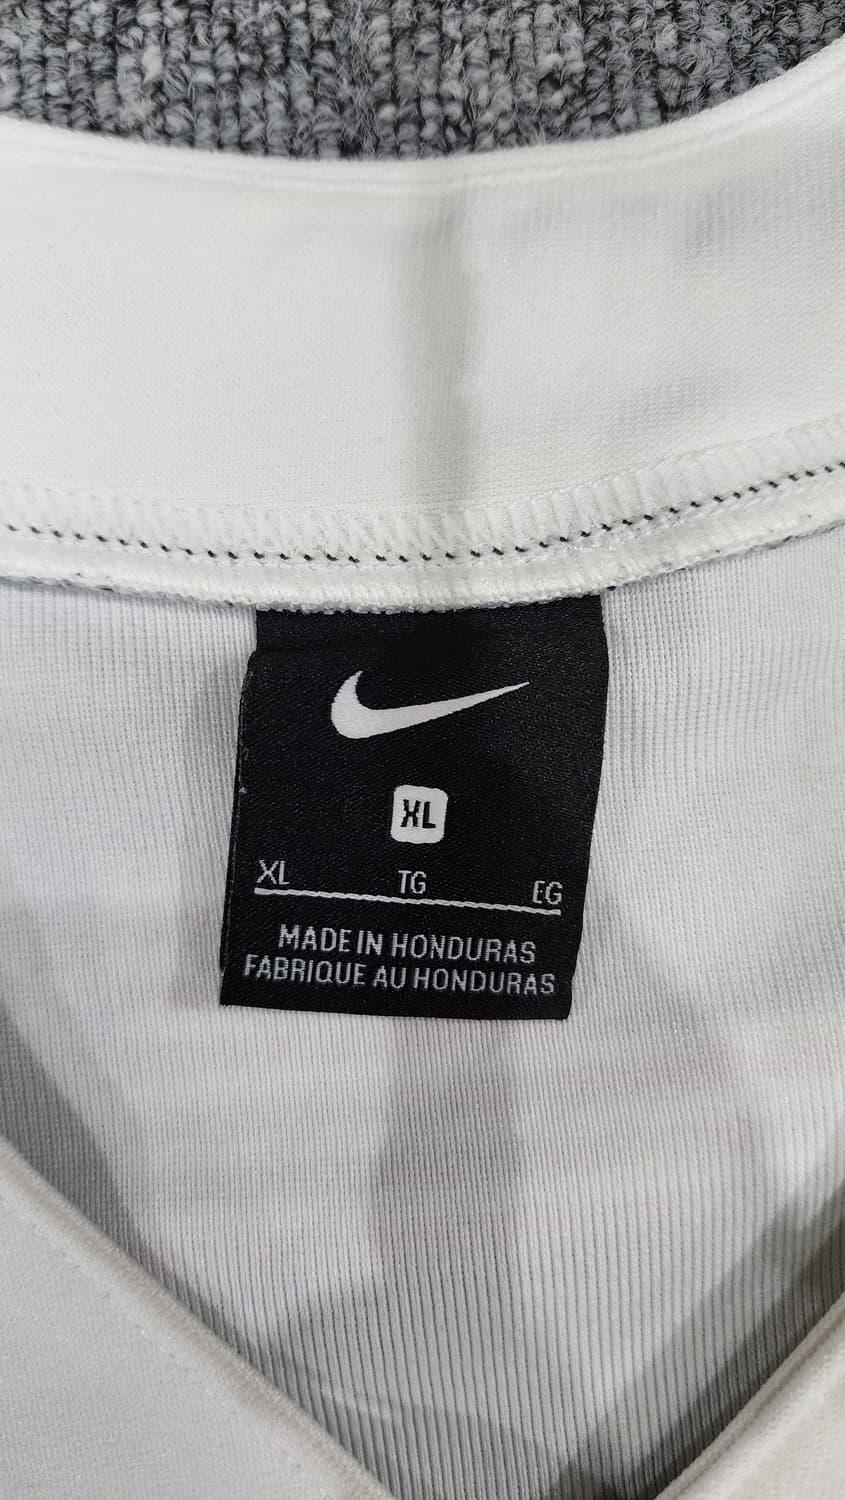 XL
XL TG EG
MADE IN HONDURAS
FABRIQUE AU HONDURAS